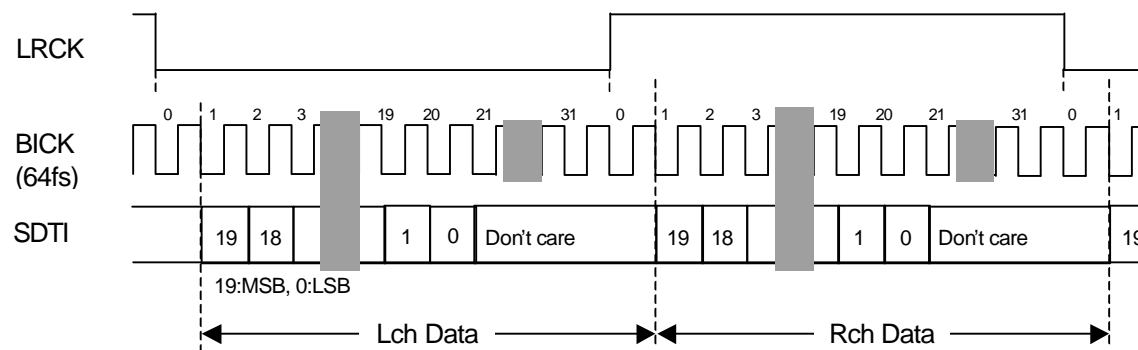 LRCK
0 1 2 3 19 20 21 31 0 1 2 3 19 20 21 31 0 1
BICK
(64fs)
SDTI 19 18 1 0 Don't care 19 18 1 0 Don't care 19
19:MSB, 0:LSB
Lch Data Rch Data